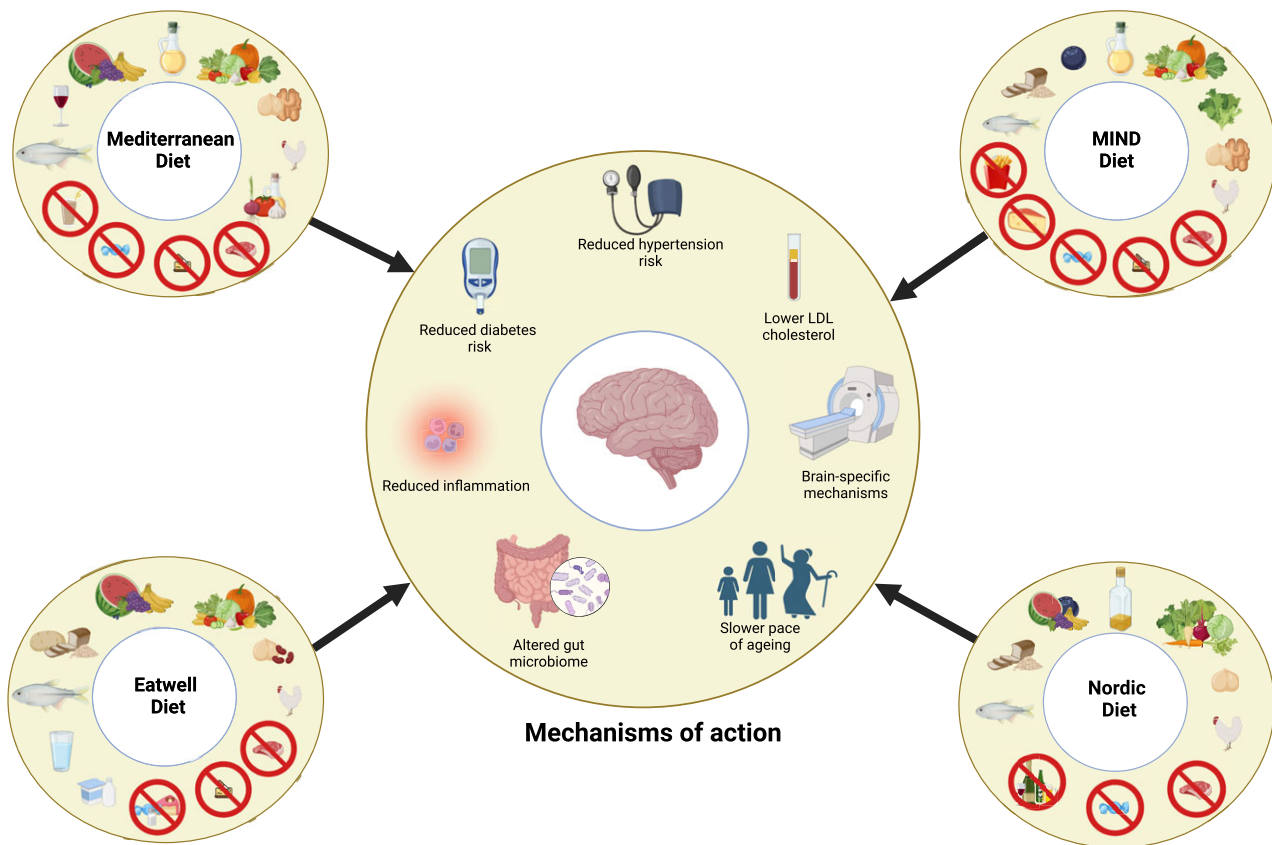 Mediterranean
Diet
MIND
Diet
Reduced hypertension
risk
Reduced diabetes
risk
Lower LDL
cholesterol
Reduced inflammation
Brain-specific
mechanisms
Altered gut
microbiome
Slower pace
of ageing
Eatwell
Diet
Nordic
Diet
Mechanisms of action